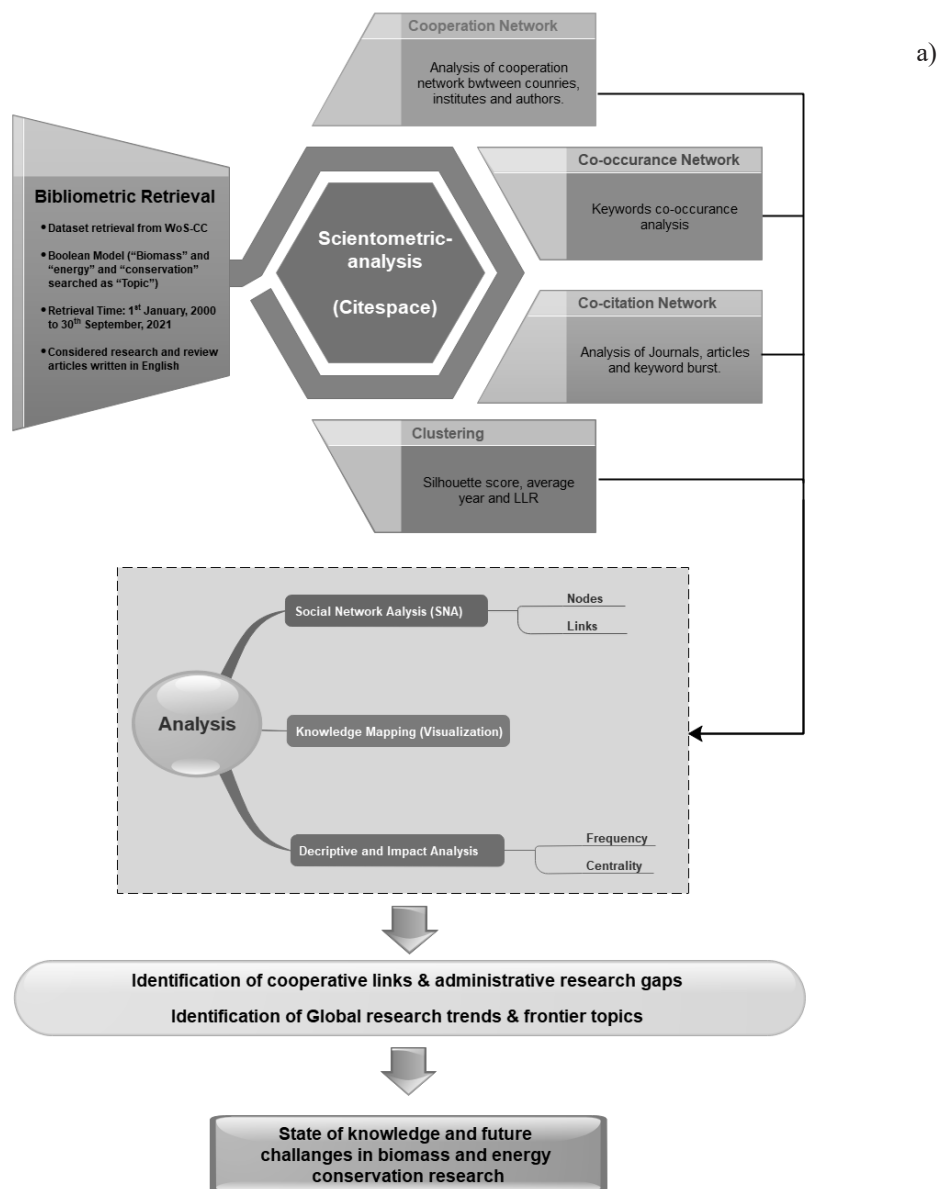 Cooperation Network
Analysis of cooperation
network bwtween counries,
institutes and authors.
a)
Bibliometric Retrieval
•Dataset retrieval from WoS-CC
•Boolean Model (“Biomass” and
“energy” and “conservation”
searched as “Topic”)
•Retrieval Time: 1st January, 2000
to 30th September, 2021
•Considered research and review
articles written in English
Scientometric-
analysis
(Citespace)
Co-occurance Network
Keywords co-occurance
analysis
Co-citation Network
Analysis of Journals, articles
and keyword burst.
Clustering
Silhouette score, average
year and LLR
Analysis
Social Network Aalysis (SNA)
Nodes
Links
Knowledge Mapping (Visualization)
Decriptive and Impact Analysis
Frequency
Centrality
Identification of cooperative links & administrative research gaps
Identification of Global research trends & frontier topics
State of knowledge and future
challanges in biomass and energy
conservation research